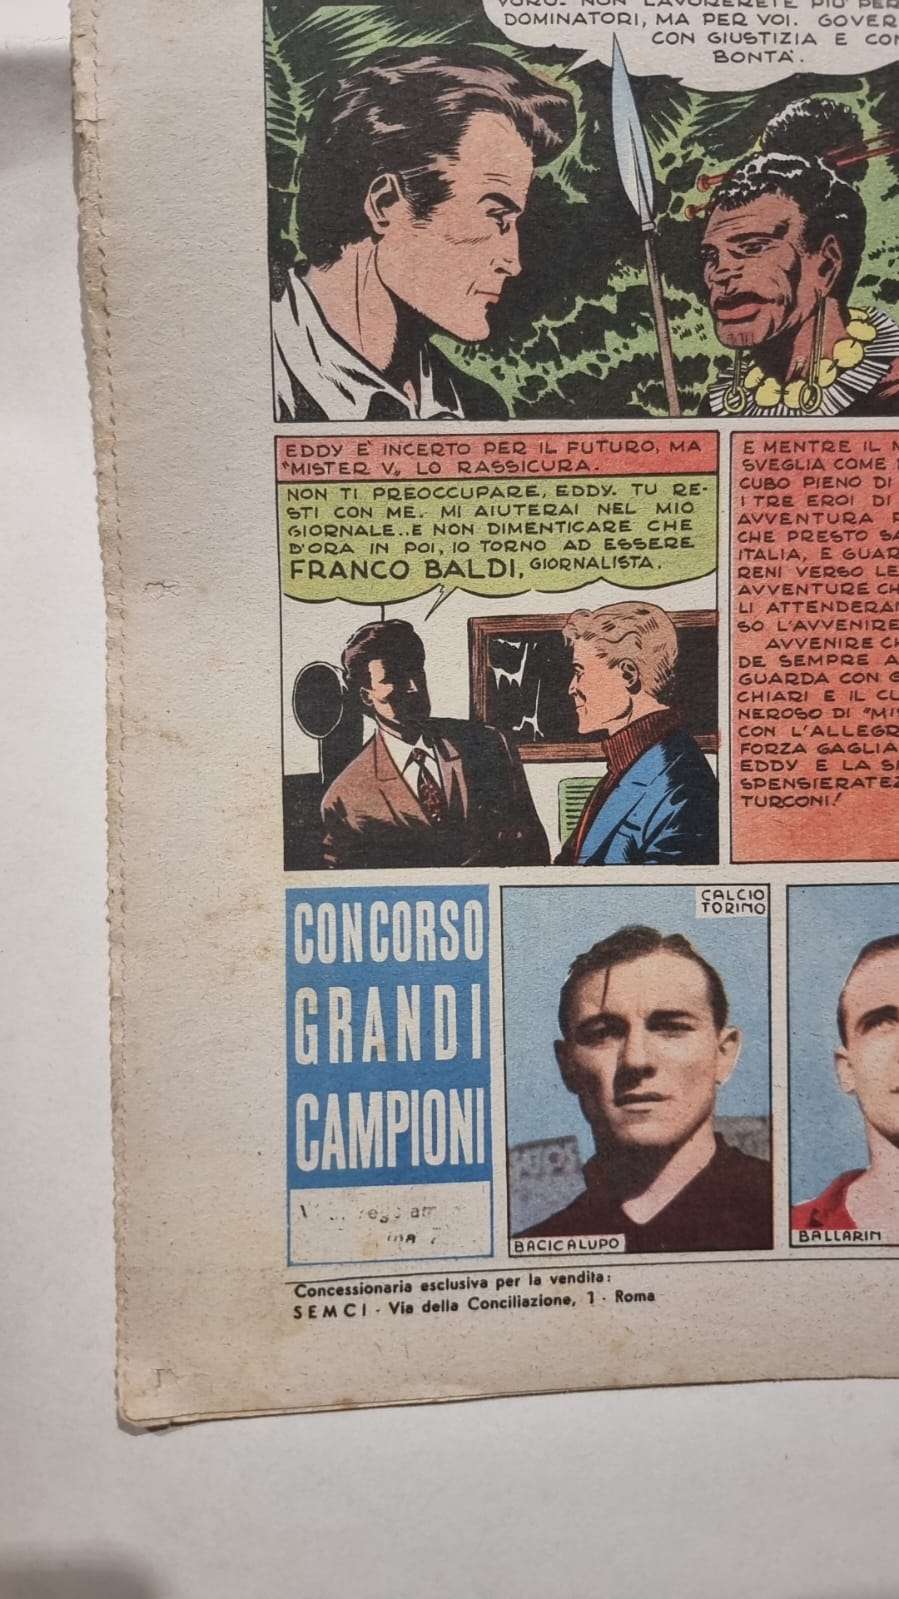 DOMINATORI, MA PER VOI. GOVER
CON GIUSTIZIA E CON
BONTÀ.
EDDY E' INCERTO PER IL FUTURO, MA
"MISTER V„ LO RASSICURA.
NON TI PREOCCUPARE, EDDY. TU RE-
STI CON ME. MI AIUTERAI NEL MIO
GIORNALE..E NON DIMENTICARE CHE
D'ORA IN POI, IO TORNO AD ESSERE
FRANCO BALDI, GIORNALISTA.
E MENTRE IL
SVEGLIA COME
CUBO PIENO DI
I TRE EROI DI
AVVENTURA
CHE PRESTO SA
ITALIA, E GUAR
RENI VERSO LE
AVVENTURE CH
LI ATTENDERAN
SO L'AVVENIRE
AVVENIRE CH
DE SEMPRE A
GUARDA CON
CHIARI E IL CU
NEROSO DI "MI
CON L'ALLEGR
FORZA GAGLIA
EDDY E LA S
SPENSIERATEZ
TURCONI!
CONCORSO
GRANDI
CAMPIONI
CALCIO
TORINO
BACICALUPO
BALLARIN
Concessionaria esclusiva per la vendita:
SEMCI - Via della Conciliazione, 1 - Roma